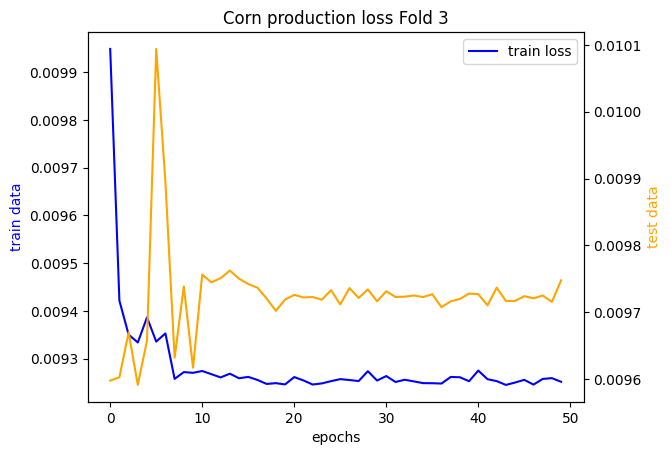 Corn production loss Fold 3
train loss
train data
0.0099
0.0098
0.0097
0.0096
0.0095
0.0094
0.0093
0.0101
0.0100
0.0099
0.0098
0.0097
0.0096
test data
0 10 20 30 40 50
epochs